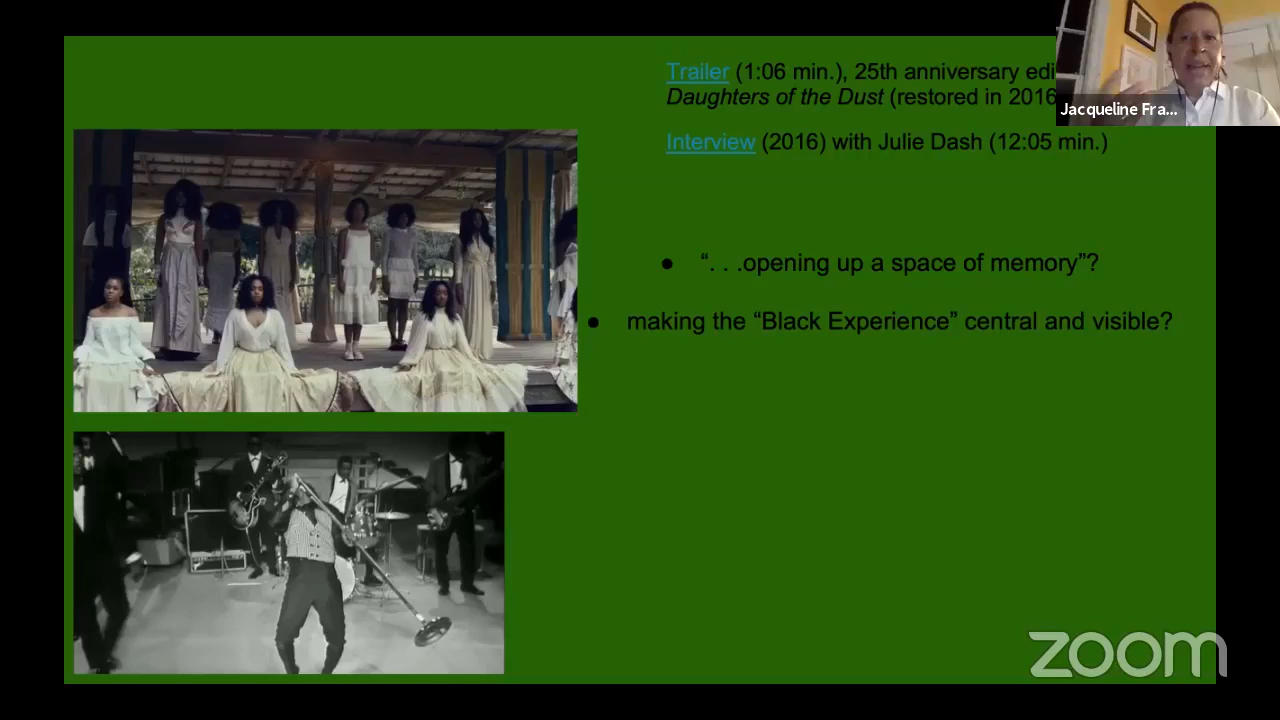 Trailer (1:06 min.), 25th anniversary edi
Daughters of the Dust (restored in 2016
Jacqueline Fra...
Interview (2016) with Julie Dash (12:05 min.)
● “. . .opening up a space of memory”?
● making the “Black Experience” central and visible?
zoom